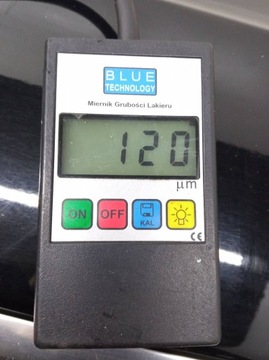 BLUE
TECHNOLOGY
Miernik Grubości Lakieru
120
µm
ON OFF KAL
CE